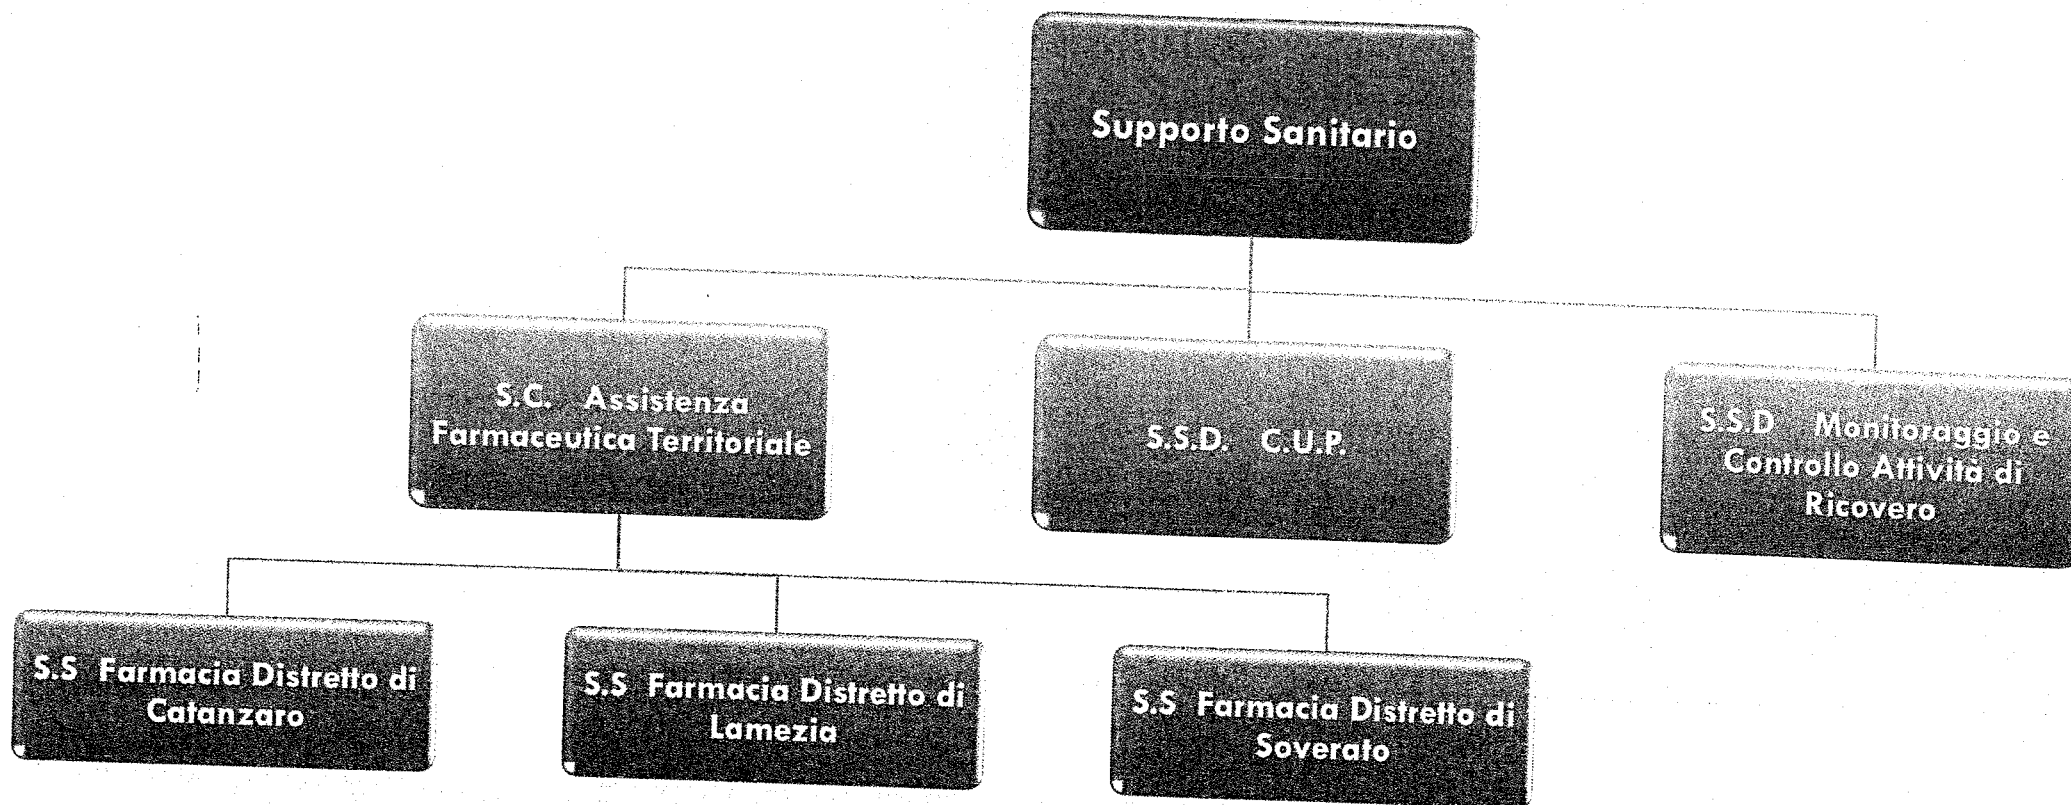 Supporto Sanitario
S.C. Assistenza
Farmaceutica Territoriale
S.S.D. C.U.P.
S.S.D Monitoraggio e
Controllo Attività di
Ricovero
S.S Farmacia Distretto di
Catanzaro
S.S Farmacia Distretto di
Lamezia
S.S Farmacia Distretto di
Soverato